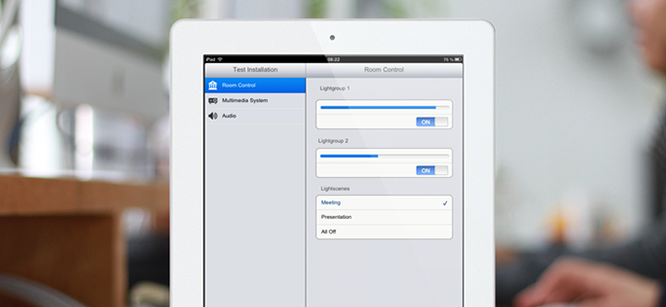 iPad 08:22 75 %
Test Installation Room Control
Room Control
Multimedia System
Audio
Lightgroup 1
ON
Lightgroup 2
ON
Lightscenes
Meeting
Presentation
All Off